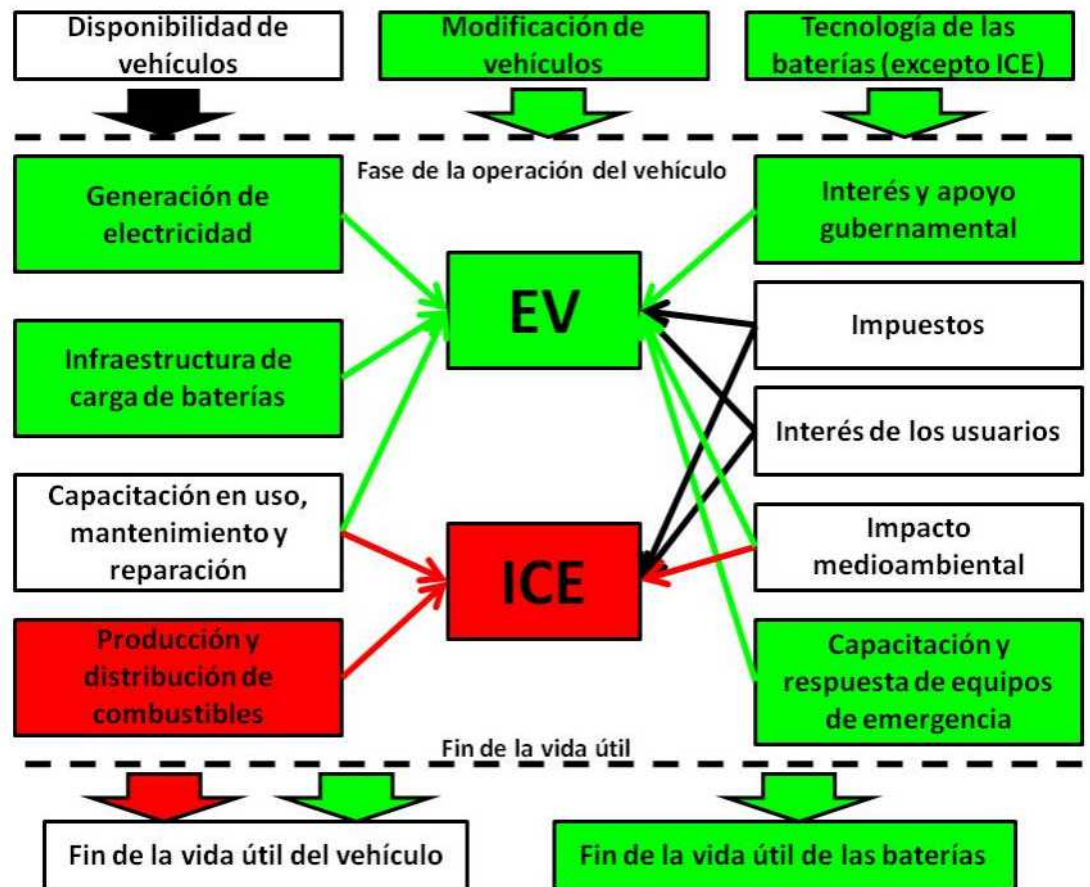 Disponibilidad de
vehículos
Modificación de
vehículos
Tecnología de las
baterías (excepto ICE)
Fase de la operación del vehículo
Generación de
electricidad
Infraestructura de
carga de baterías
Capacitación en uso,
mantenimiento y
reparación
Producción y
distribución de
combustibles
EV
ICE
Interés y apoyo
gubernamental
Impuestos
Interés de los usuarios
Impacto
medioambiental
Capacitación y
respuesta de equipos
de emergencia
Fin de la vida útil
Fin de la vida útil del vehículo
Fin de la vida útil de las baterías